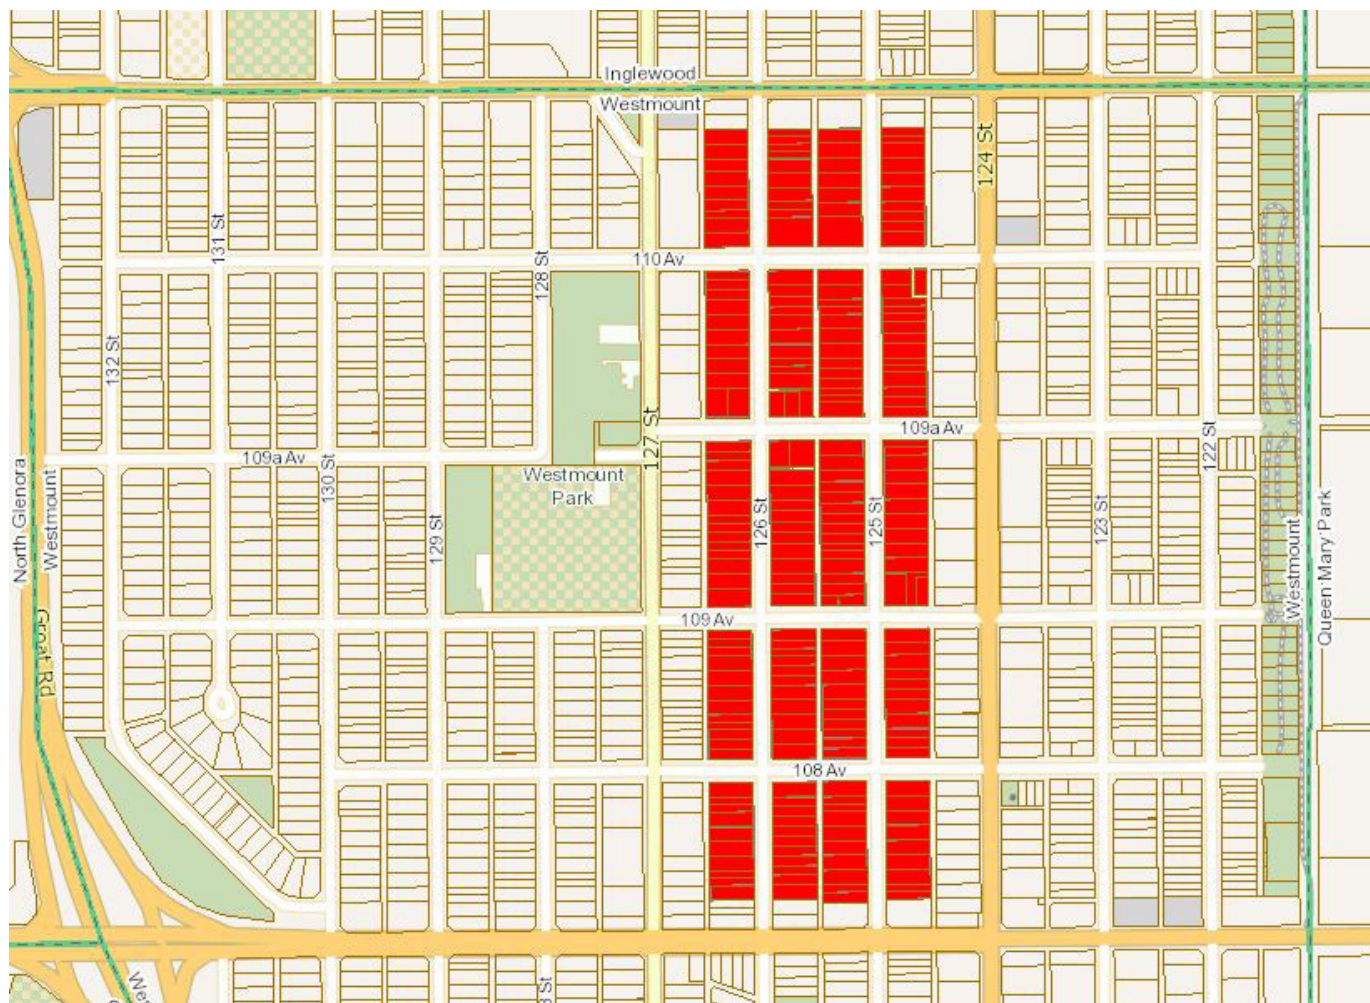 Inglewood
Westmount
124 St
131 St
128 St
110 Av
132 St
127 St
109a Av
122 St
109a Av
130 St
Westmount
Park
North Glenora
Westmount
129 St
126 St
125 St
123 St
Westmount
Queen Mary Park
109 Av
Groat Rd
108 Av